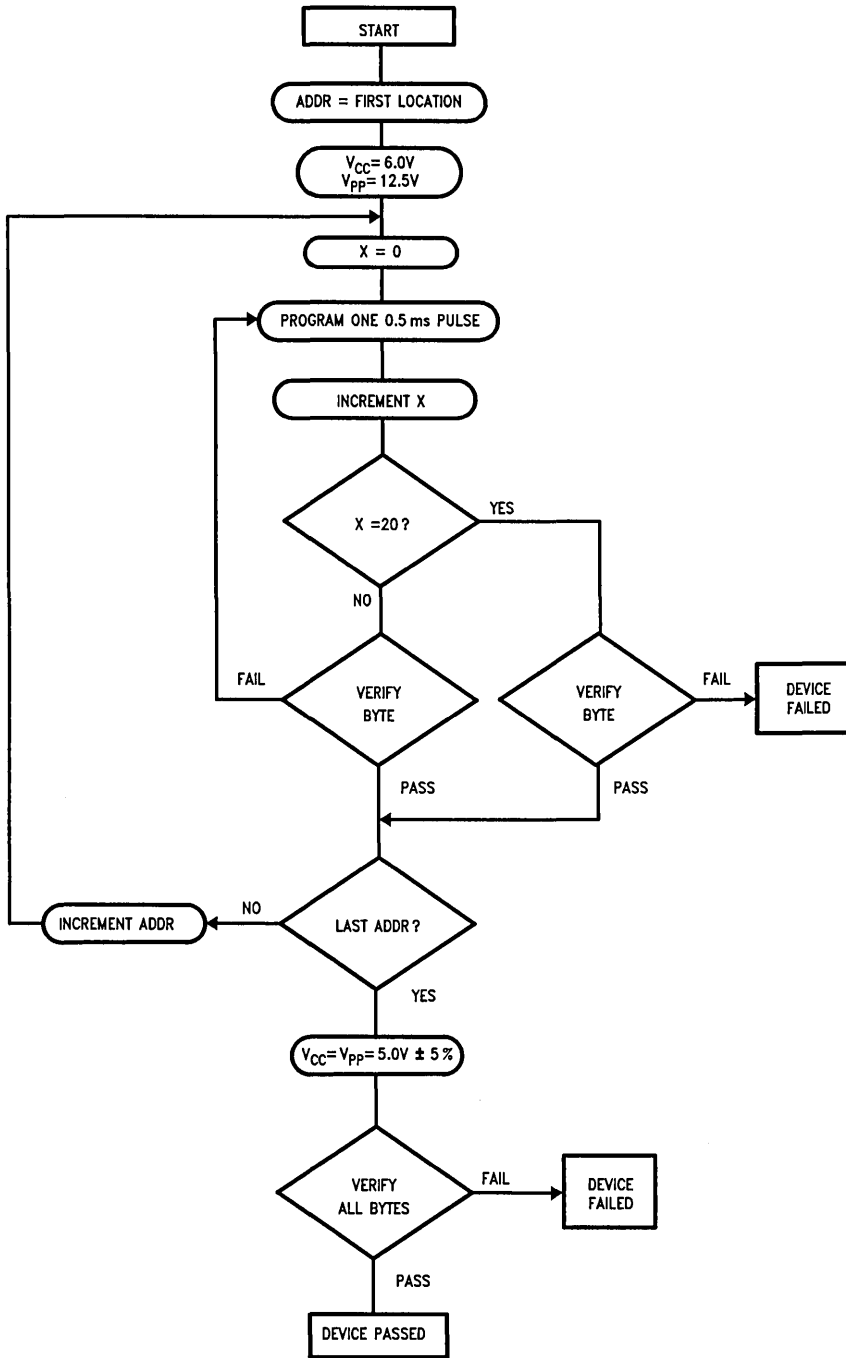 START
ADDR = FIRST LOCATION
VCC= 6.0V
VPP= 12.5V
X = 0
PROGRAM ONE 0.5 ms PULSE
INCREMENT X
X =20 ?
YES
NO
FAIL
VERIFY
BYTE
VERIFY
BYTE
FAIL
DEVICE
FAILED
PASS
PASS
INCREMENT ADDR
NO
LAST ADDR ?
YES
VCC= VPP= 5.0V ± 5 %
VERIFY
ALL BYTES
FAIL
DEVICE
FAILED
PASS
DEVICE PASSED